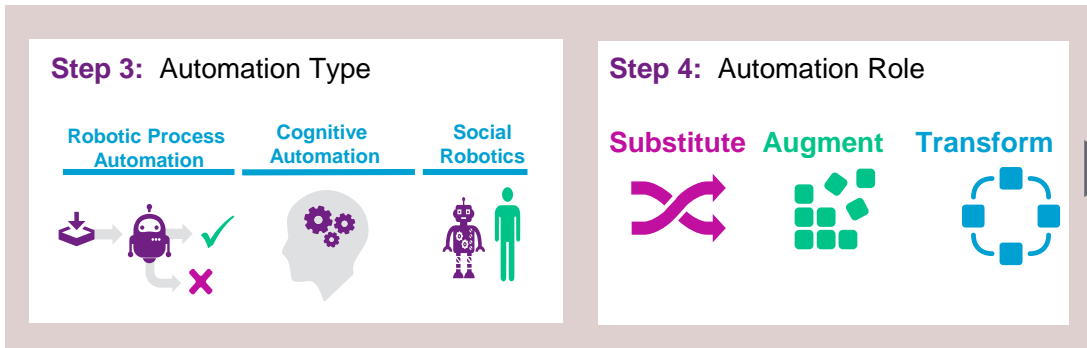 Step 3: Automation Type
Robotic Process
Automation
Cognitive
Automation
Social
Robotics
Step 4: Automation Role
Substitute Augment Transform